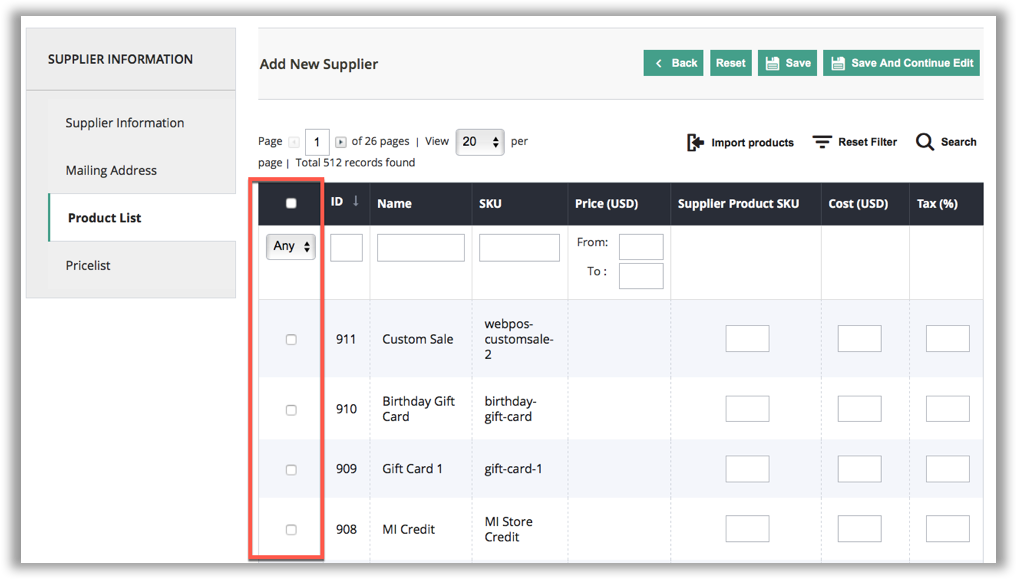 SUPPLIER INFORMATION
Supplier Information
Mailing Address
Product List
Pricelist
Add New Supplier
Back Reset Save Save And Continue Edit
Page 1 of 26 pages | View 20 per
page | Total 512 records found
Import products Reset Filter Search
ID ↓ Name SKU Price (USD) Supplier Product SKU Cost (USD) Tax (%)
Any From:
To :
911 Custom Sale webpos-
customsale-
2
910 Birthday Gift birthday-
Card gift-card
909 Gift Card 1 gift-card-1
908 MI Credit MI Store
Credit